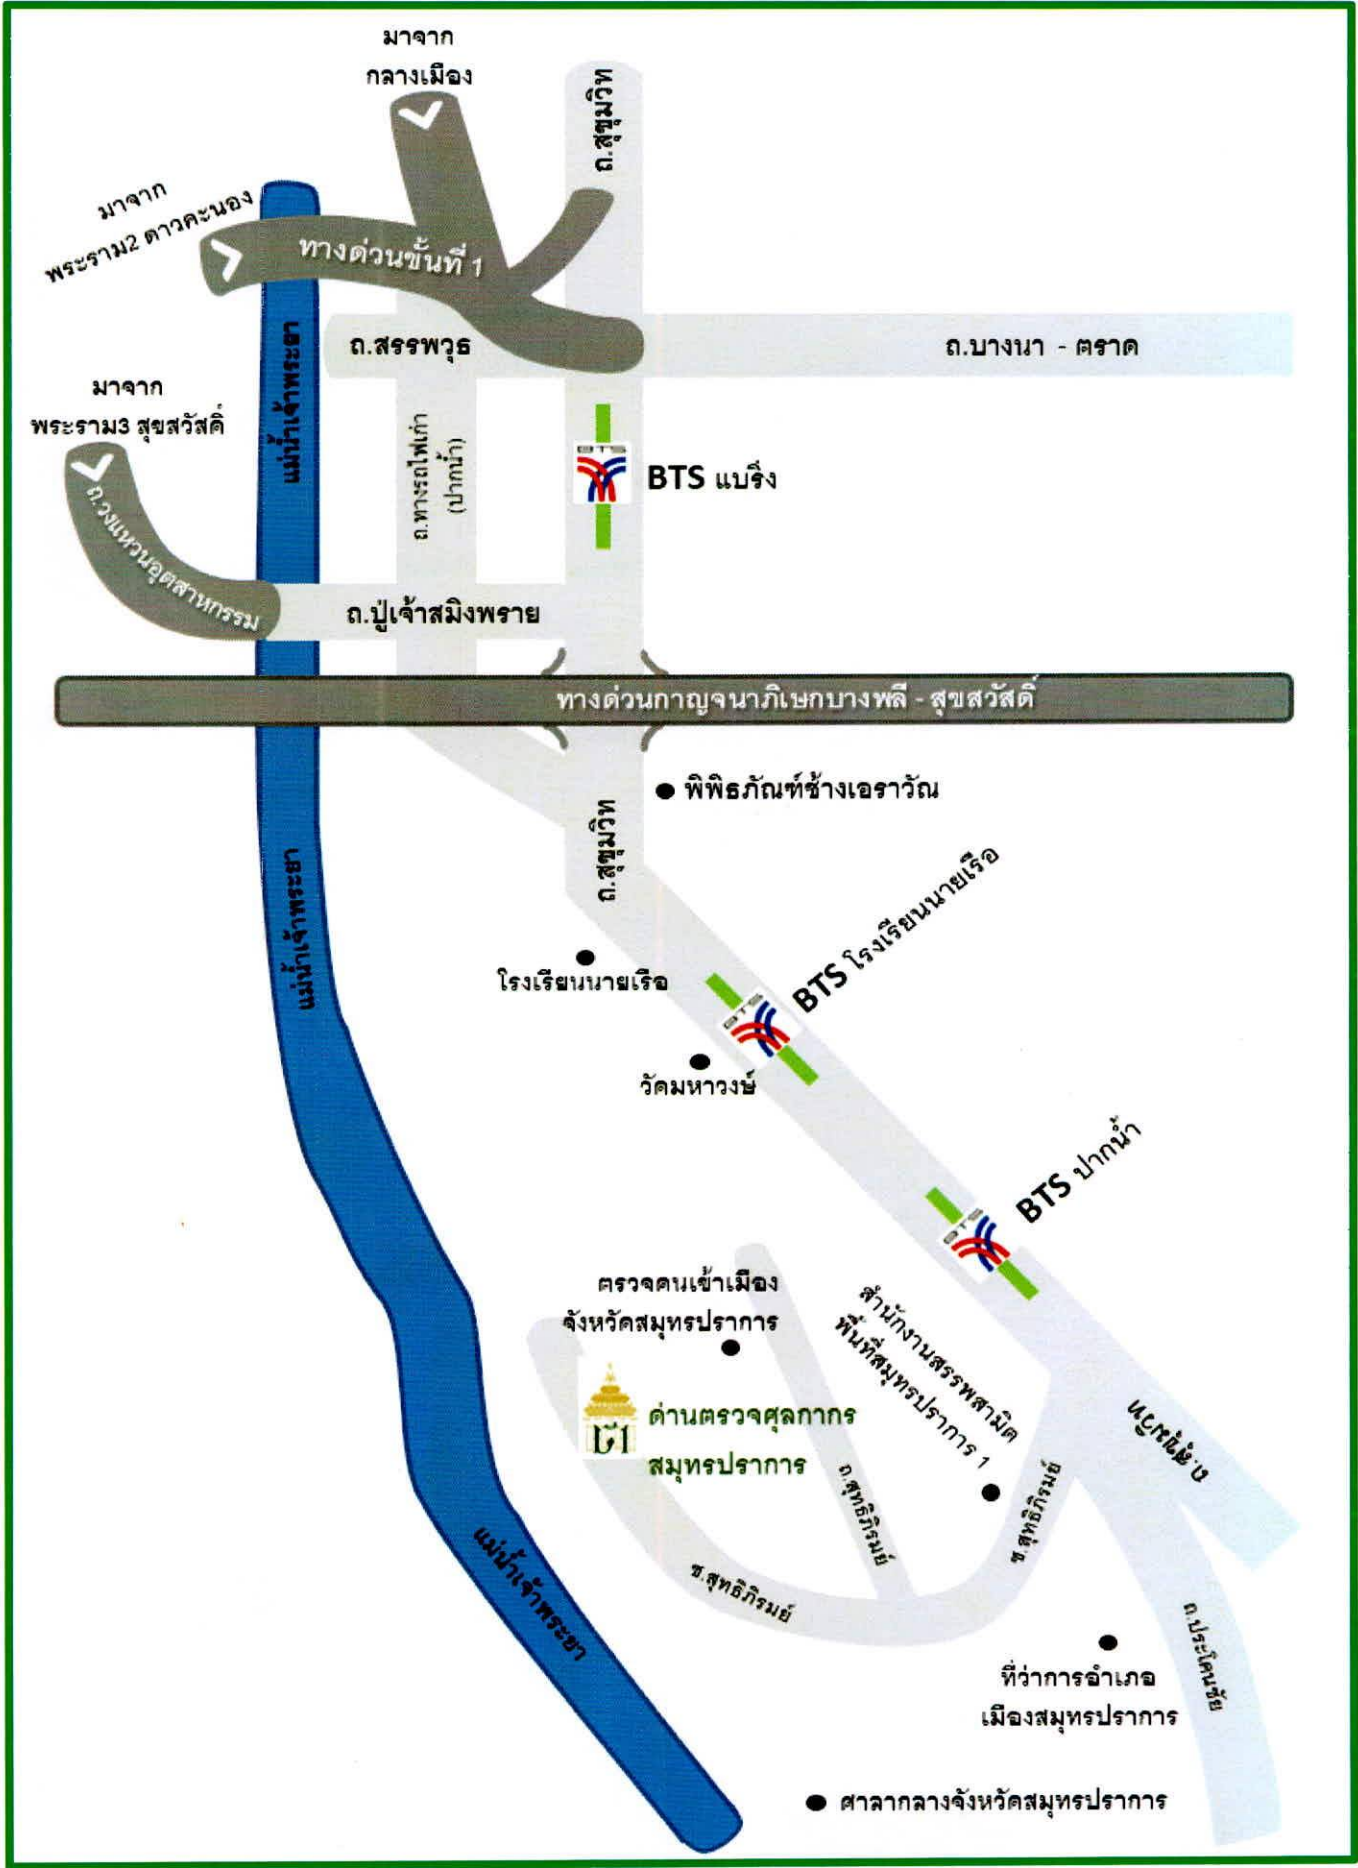 มาจาก
กลางเมือง
ถ.สุขุมวิท
มาจาก
พระราม2 ดาวคะนอง
ทางด่วนขั้นที่ 1
ถ.สรรพวุธ
ถ.บางนา - ตราด
แม่น้ำเจ้าพระยา
มาจาก
พระราม3 สุขสวัสดิ์
ถ.ทางรถไฟเก่า
(ปากน้ำ)
BTS
BTS แบริ่ง
ถ.วงแหวนอุตสาหกรรม
ถ.ปู่เจ้าสมิงพราย
ทางด่วนกาญจนาภิเษกบางพลี - สุขสวัสดิ์
พิพิธภัณฑ์ช้างเอราวัณ
ถ.สุขุมวิท
แม่น้ำเจ้าพระยา
โรงเรียนนายเรือ
BTS
BTS โรงเรียนนายเรือ
วัดมหาวงษ์
BTS
BTS ปากน้ำ
ตรวจคนเข้าเมือง
จังหวัดสมุทรปราการ
สำนักงานสรรพสามิต
พื้นที่สมุทรปราการ 1
ด่านตรวจศุลกากร
สมุทรปราการ
ถ.สุขุมวิท
ถ.สุทธิภิรมย์
ซ.สุทธิภิรมย์
ซ.สุทธิภิรมย์
แม่น้ำเจ้าพระยา
ถ.ประโคนชัย
ที่ว่าการอำเภอ
เมืองสมุทรปราการ
ศาลากลางจังหวัดสมุทรปราการ